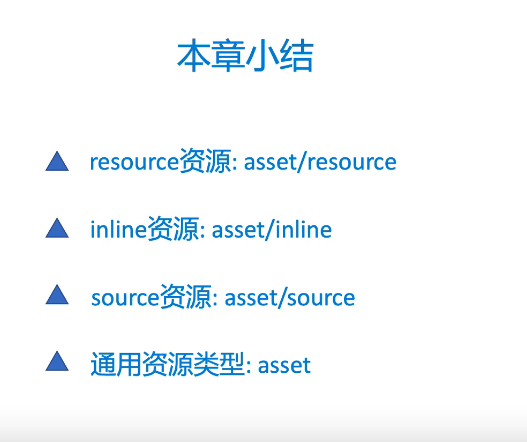 本章小结
resource资源: asset/resource
inline资源: asset/inline
source资源: asset/source
通用资源类型: asset